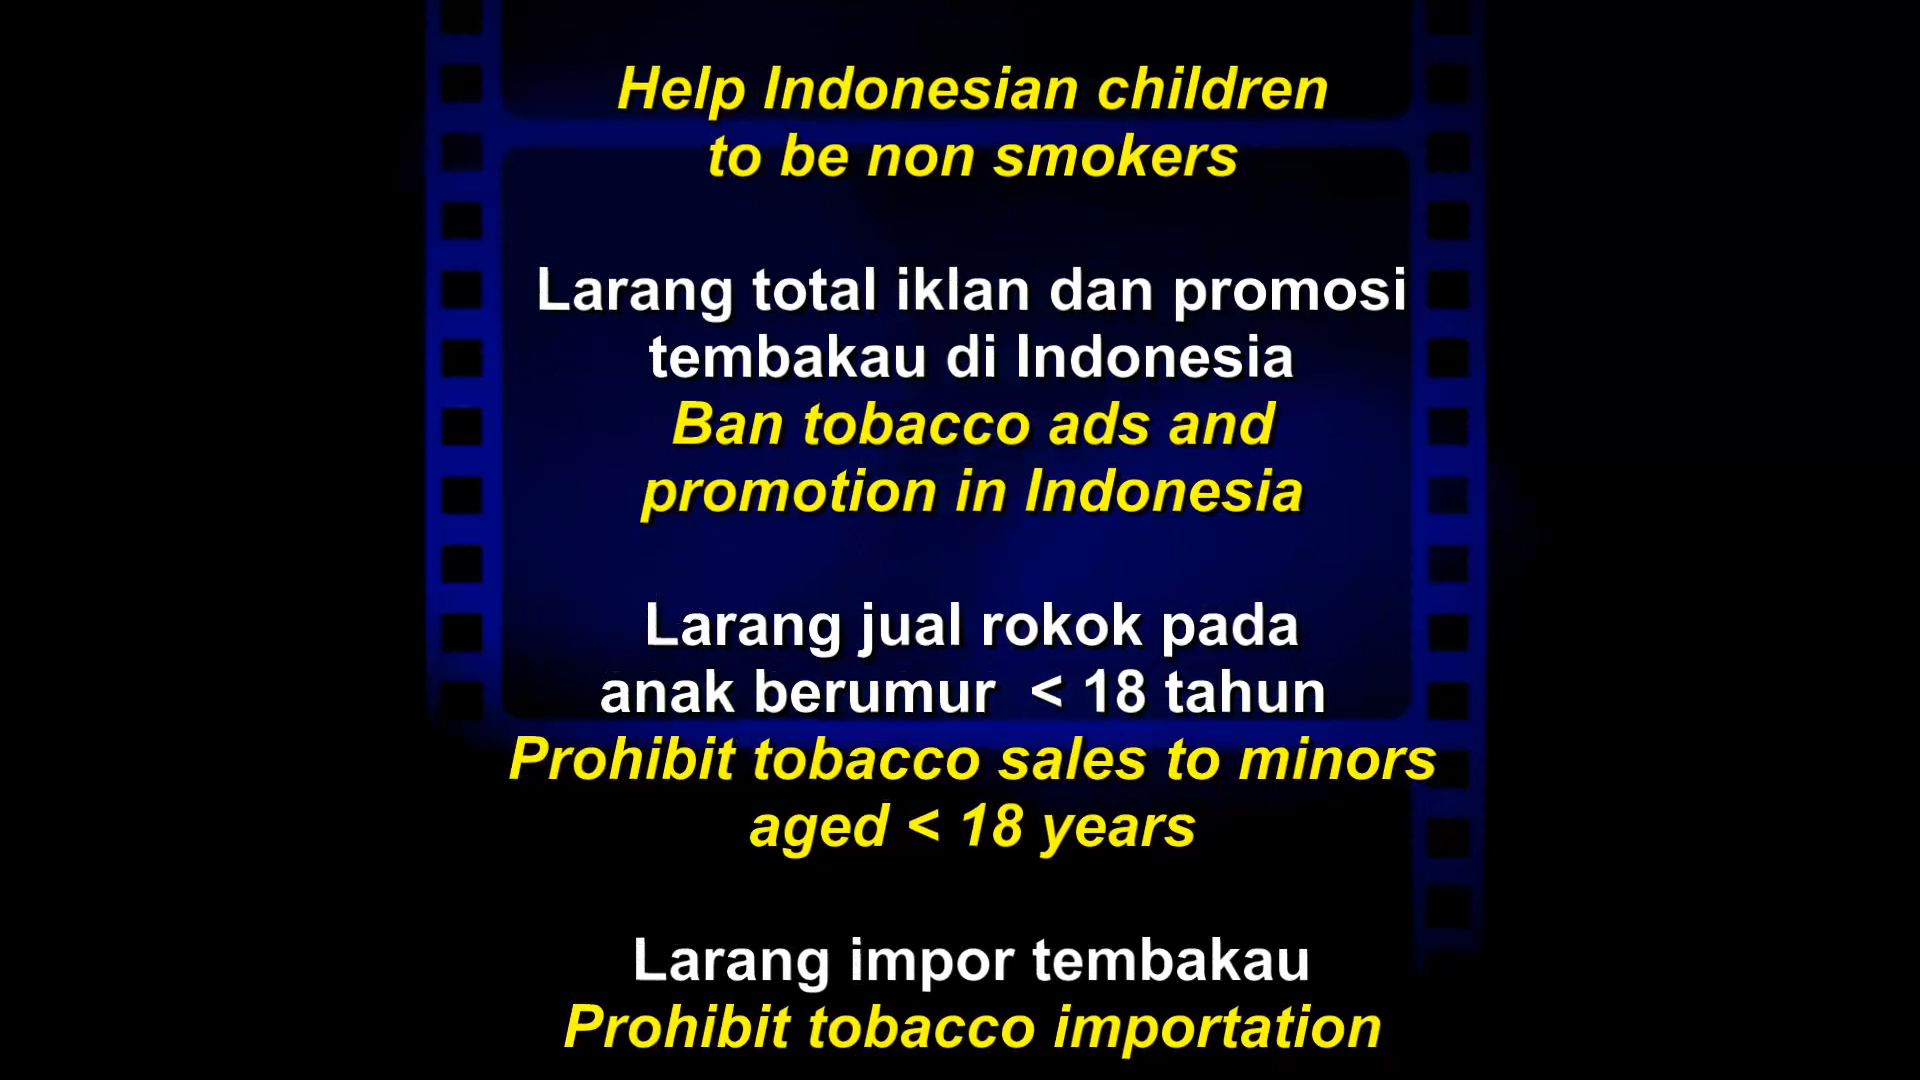 Help Indonesian children
to be non smokers
Larang total iklan dan promosi
tembakau di Indonesia
Ban tobacco ads and
promotion in Indonesia
Larang jual rokok pada
anak berumur  < 18 tahun
Prohibit tobacco sales to minors
aged < 18 years
Larang impor tembakau
Prohibit tobacco importation